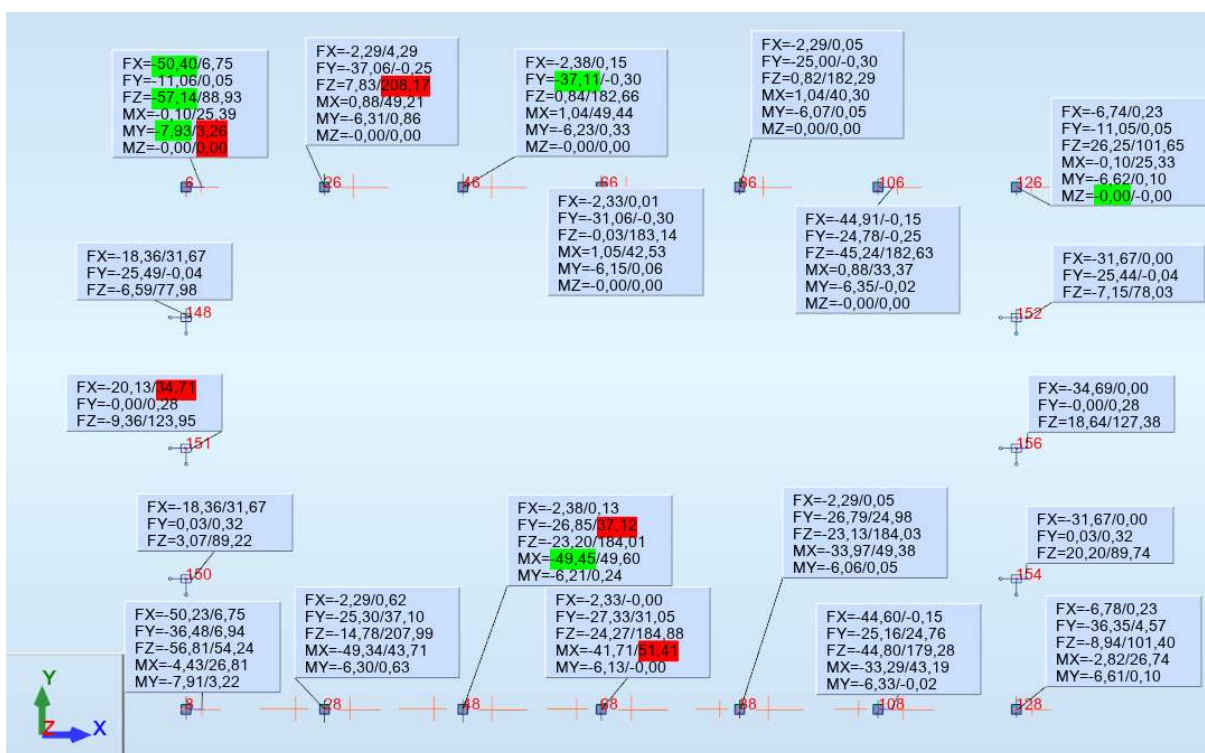 FX=-50,40/6,75
FY=-11,06/0,05
FZ=-57,14/88,93
MX=-0,10/25,39
MY=-7,93/3,26
MZ=-0,00/0,00
6
FX=-2,29/4,29
FY=-37,06/-0,25
FZ=7,83/208,17
MX=0,88/49,21
MY=-6,31/0,86
MZ=-0,00/0,00
26
FX=-2,38/0,15
FY=-37,11/-0,30
FZ=0,84/182,66
MX=1,04/49,44
MY=-6,23/0,33
MZ=-0,00/0,00
46
FX=-2,33/0,01
FY=-31,06/-0,30
FZ=-0,03/183,14
MX=1,05/42,53
MY=-6,15/0,06
MZ=-0,00/0,00
66
FX=-2,29/0,05
FY=-25,00/-0,30
FZ=0,82/182,29
MX=1,04/40,30
MY=-6,07/0,05
MZ=0,00/0,00
86
FX=-44,91/-0,15
FY=-24,78/-0,25
FZ=-45,24/182,63
MX=0,88/33,37
MY=-6,35/-0,02
MZ=-0,00/0,00
106
FX=-6,74/0,23
FY=-11,05/0,05
FZ=26,25/101,65
MX=-0,10/25,33
MY=-6,62/0,10
MZ=-0,00/-0,00
126
FX=-18,36/31,67
FY=-25,49/-0,04
FZ=-6,59/77,98
148
FX=-31,67/0,00
FY=-25,44/-0,04
FZ=-7,15/78,03
152
FX=-20,13/34,71
FY=-0,00/0,28
FZ=-9,36/123,95
151
FX=-34,69/0,00
FY=-0,00/0,28
FZ=18,64/127,38
156
FX=-18,36/31,67
FY=0,03/0,32
FZ=3,07/89,22
150
FX=-31,67/0,00
FY=0,03/0,32
FZ=20,20/89,74
154
FX=-50,23/6,75
FY=-36,48/6,94
FZ=-56,81/54,24
MX=-4,43/26,81
MY=-7,91/3,22
8
FX=-2,29/0,62
FY=-25,30/37,10
FZ=-14,78/207,99
MX=-49,34/43,71
MY=-6,30/0,63
28
FX=-2,38/0,13
FY=-26,85/37,12
FZ=-23,20/184,01
MX=-49,45/49,60
MY=-6,21/0,24
48
FX=-2,33/-0,00
FY=-27,33/31,05
FZ=-24,27/184,88
MX=-41,71/51,41
MY=-6,13/-0,00
68
FX=-2,29/0,05
FY=-26,79/24,98
FZ=-23,13/184,03
MX=-33,97/49,38
MY=-6,06/0,05
88
FX=-44,60/-0,15
FY=-25,16/24,76
FZ=-44,80/179,28
MX=-33,29/43,19
MY=-6,33/-0,02
108
FX=-6,78/0,23
FY=-36,35/4,57
FZ=-8,94/101,40
MX=-2,82/26,74
MY=-6,61/0,10
128
Y
Z X